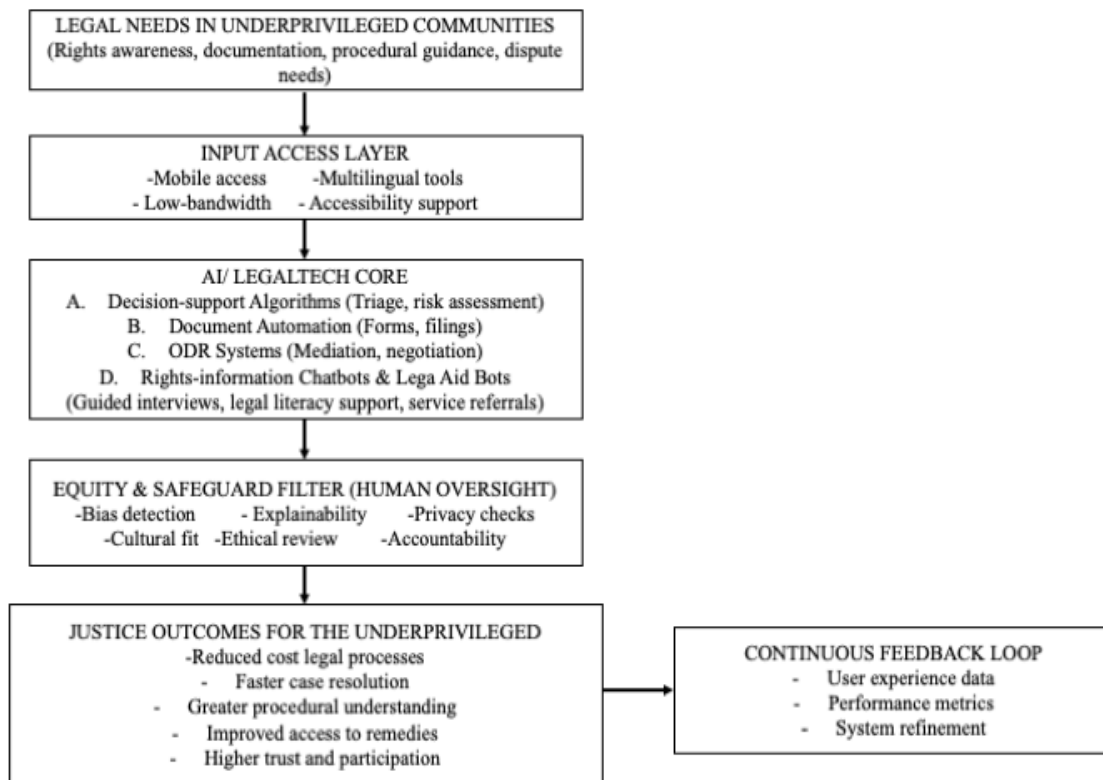 LEGAL NEEDS IN UNDERPRIVILEGED COMMUNITIES
(Rights awareness, documentation, procedural guidance, dispute
needs)
INPUT ACCESS LAYER
-Mobile access -Multilingual tools
- Low-bandwidth - Accessibility support
AI/ LEGALTECH CORE
A. Decision-support Algorithms (Triage, risk assessment)
B. Document Automation (Forms, filings)
C. ODR Systems (Mediation, negotiation)
D. Rights-information Chatbots & Lega Aid Bots
(Guided interviews, legal literacy support, service referrals)
EQUITY & SAFEGUARD FILTER (HUMAN OVERSIGHT)
-Bias detection - Explainability -Privacy checks
-Cultural fit -Ethical review -Accountability
JUSTICE OUTCOMES FOR THE UNDERPRIVILEGED
-Reduced cost legal processes
- Faster case resolution
- Greater procedural understanding
- Improved access to remedies
- Higher trust and participation
CONTINUOUS FEEDBACK LOOP
- User experience data
- Performance metrics
- System refinement